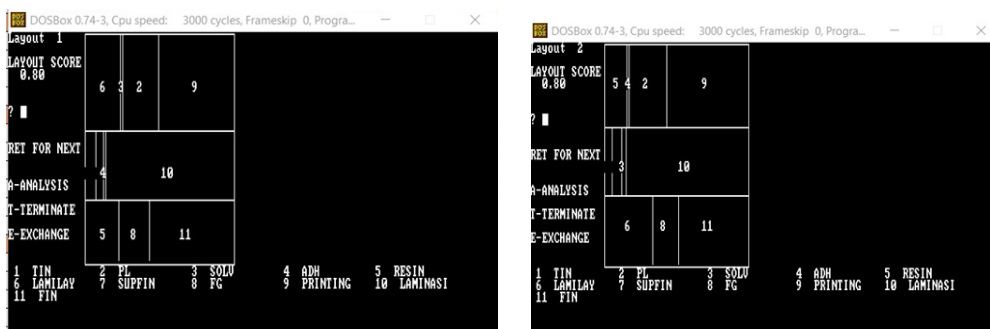 DOSBox 0.74-3, Cpu speed: 3000 cycles, Frameskip 0, Progra...
Layout 1
LAYOUT SCORE
0.80
6 3 2 9
? 
RET FOR NEXT
4 10
A-ANALYSIS
T-TERMINATE
E-EXCHANGE
5 8 11
1 TIN 2 PL 3 SOLV 4 ADH 5 RESIN
6 LAMILAY 7 SUPFIN 8 FG 9 PRINTING 10 LAMINASI
11 FIN
DOSBox 0.74-3, Cpu speed: 3000 cycles, Frameskip 0, Progra...
Layout 2
LAYOUT SCORE
0.80
5 4 2 9
?
RET FOR NEXT
3 10
A-ANALYSIS
T-TERMINATE
E-EXCHANGE
6 8 11
1 TIN 2 PL 3 SOLV 4 ADH 5 RESIN
6 LAMILAY 7 SUPFIN 8 FG 9 PRINTING 10 LAMINASI
11 FIN